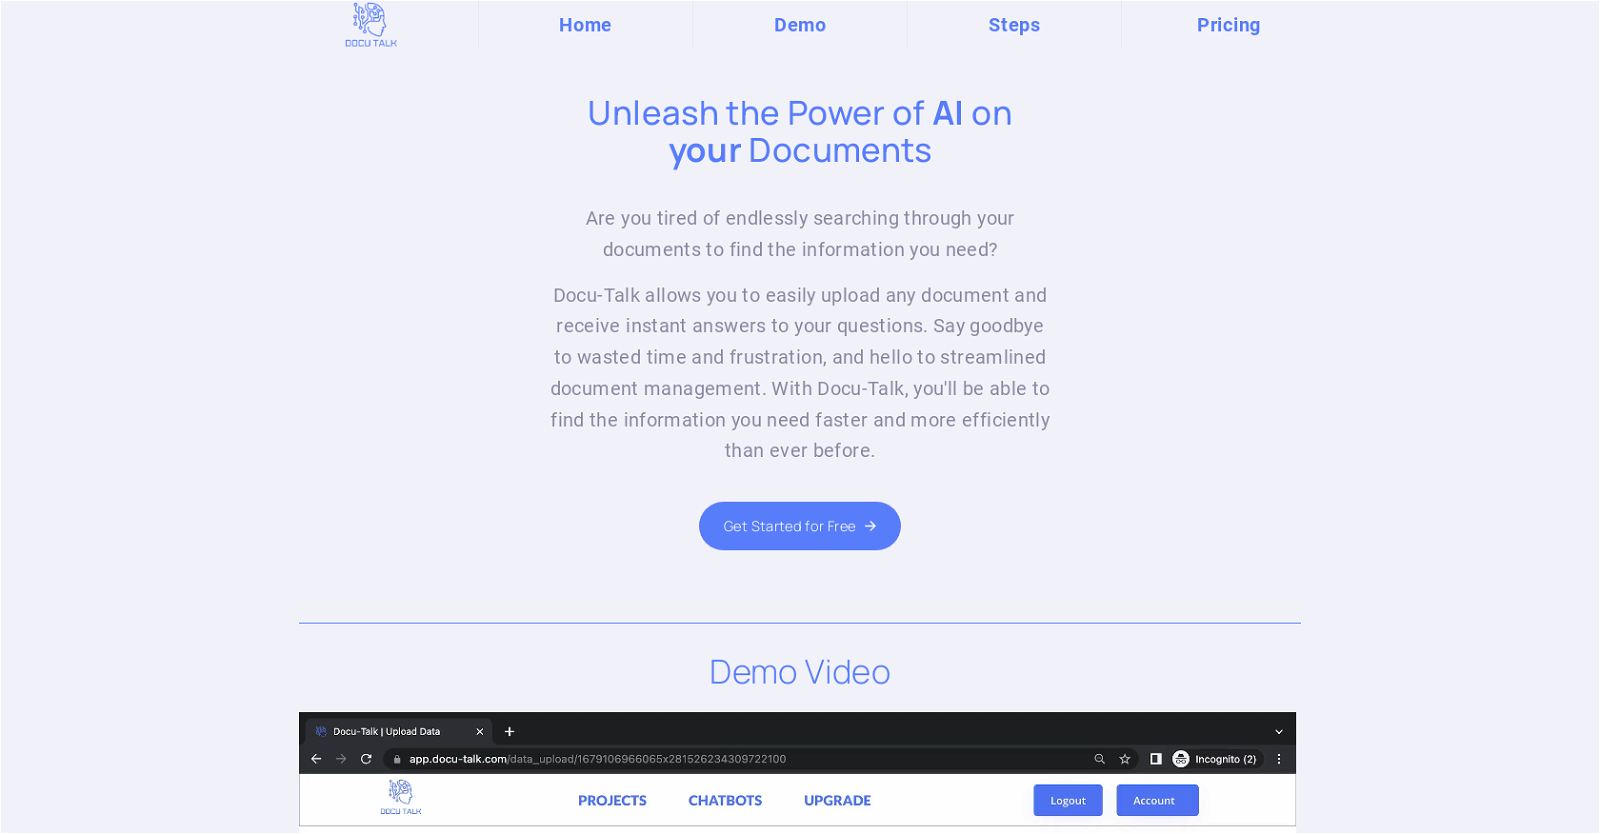 DOCU TALK
Home
Demo
Steps
Pricing
Unleash the Power of AI on
your Documents
Are you tired of endlessly searching through your
documents to find the information you need?
Docu-Talk allows you to easily upload any document and
receive instant answers to your questions. Say goodbye
to wasted time and frustration, and hello to streamlined
document management. With Docu-Talk, you'll be able to
find the information you need faster and more efficiently
than ever before.
Get Started for Free →
Demo Video
Docu-Talk | Upload Data
app.docu-talk.com/data_upload/1679106966065x281526234309722100
Incognito (2)
DOCU TALK
PROJECTS
CHATBOTS
UPGRADE
Logout
Account